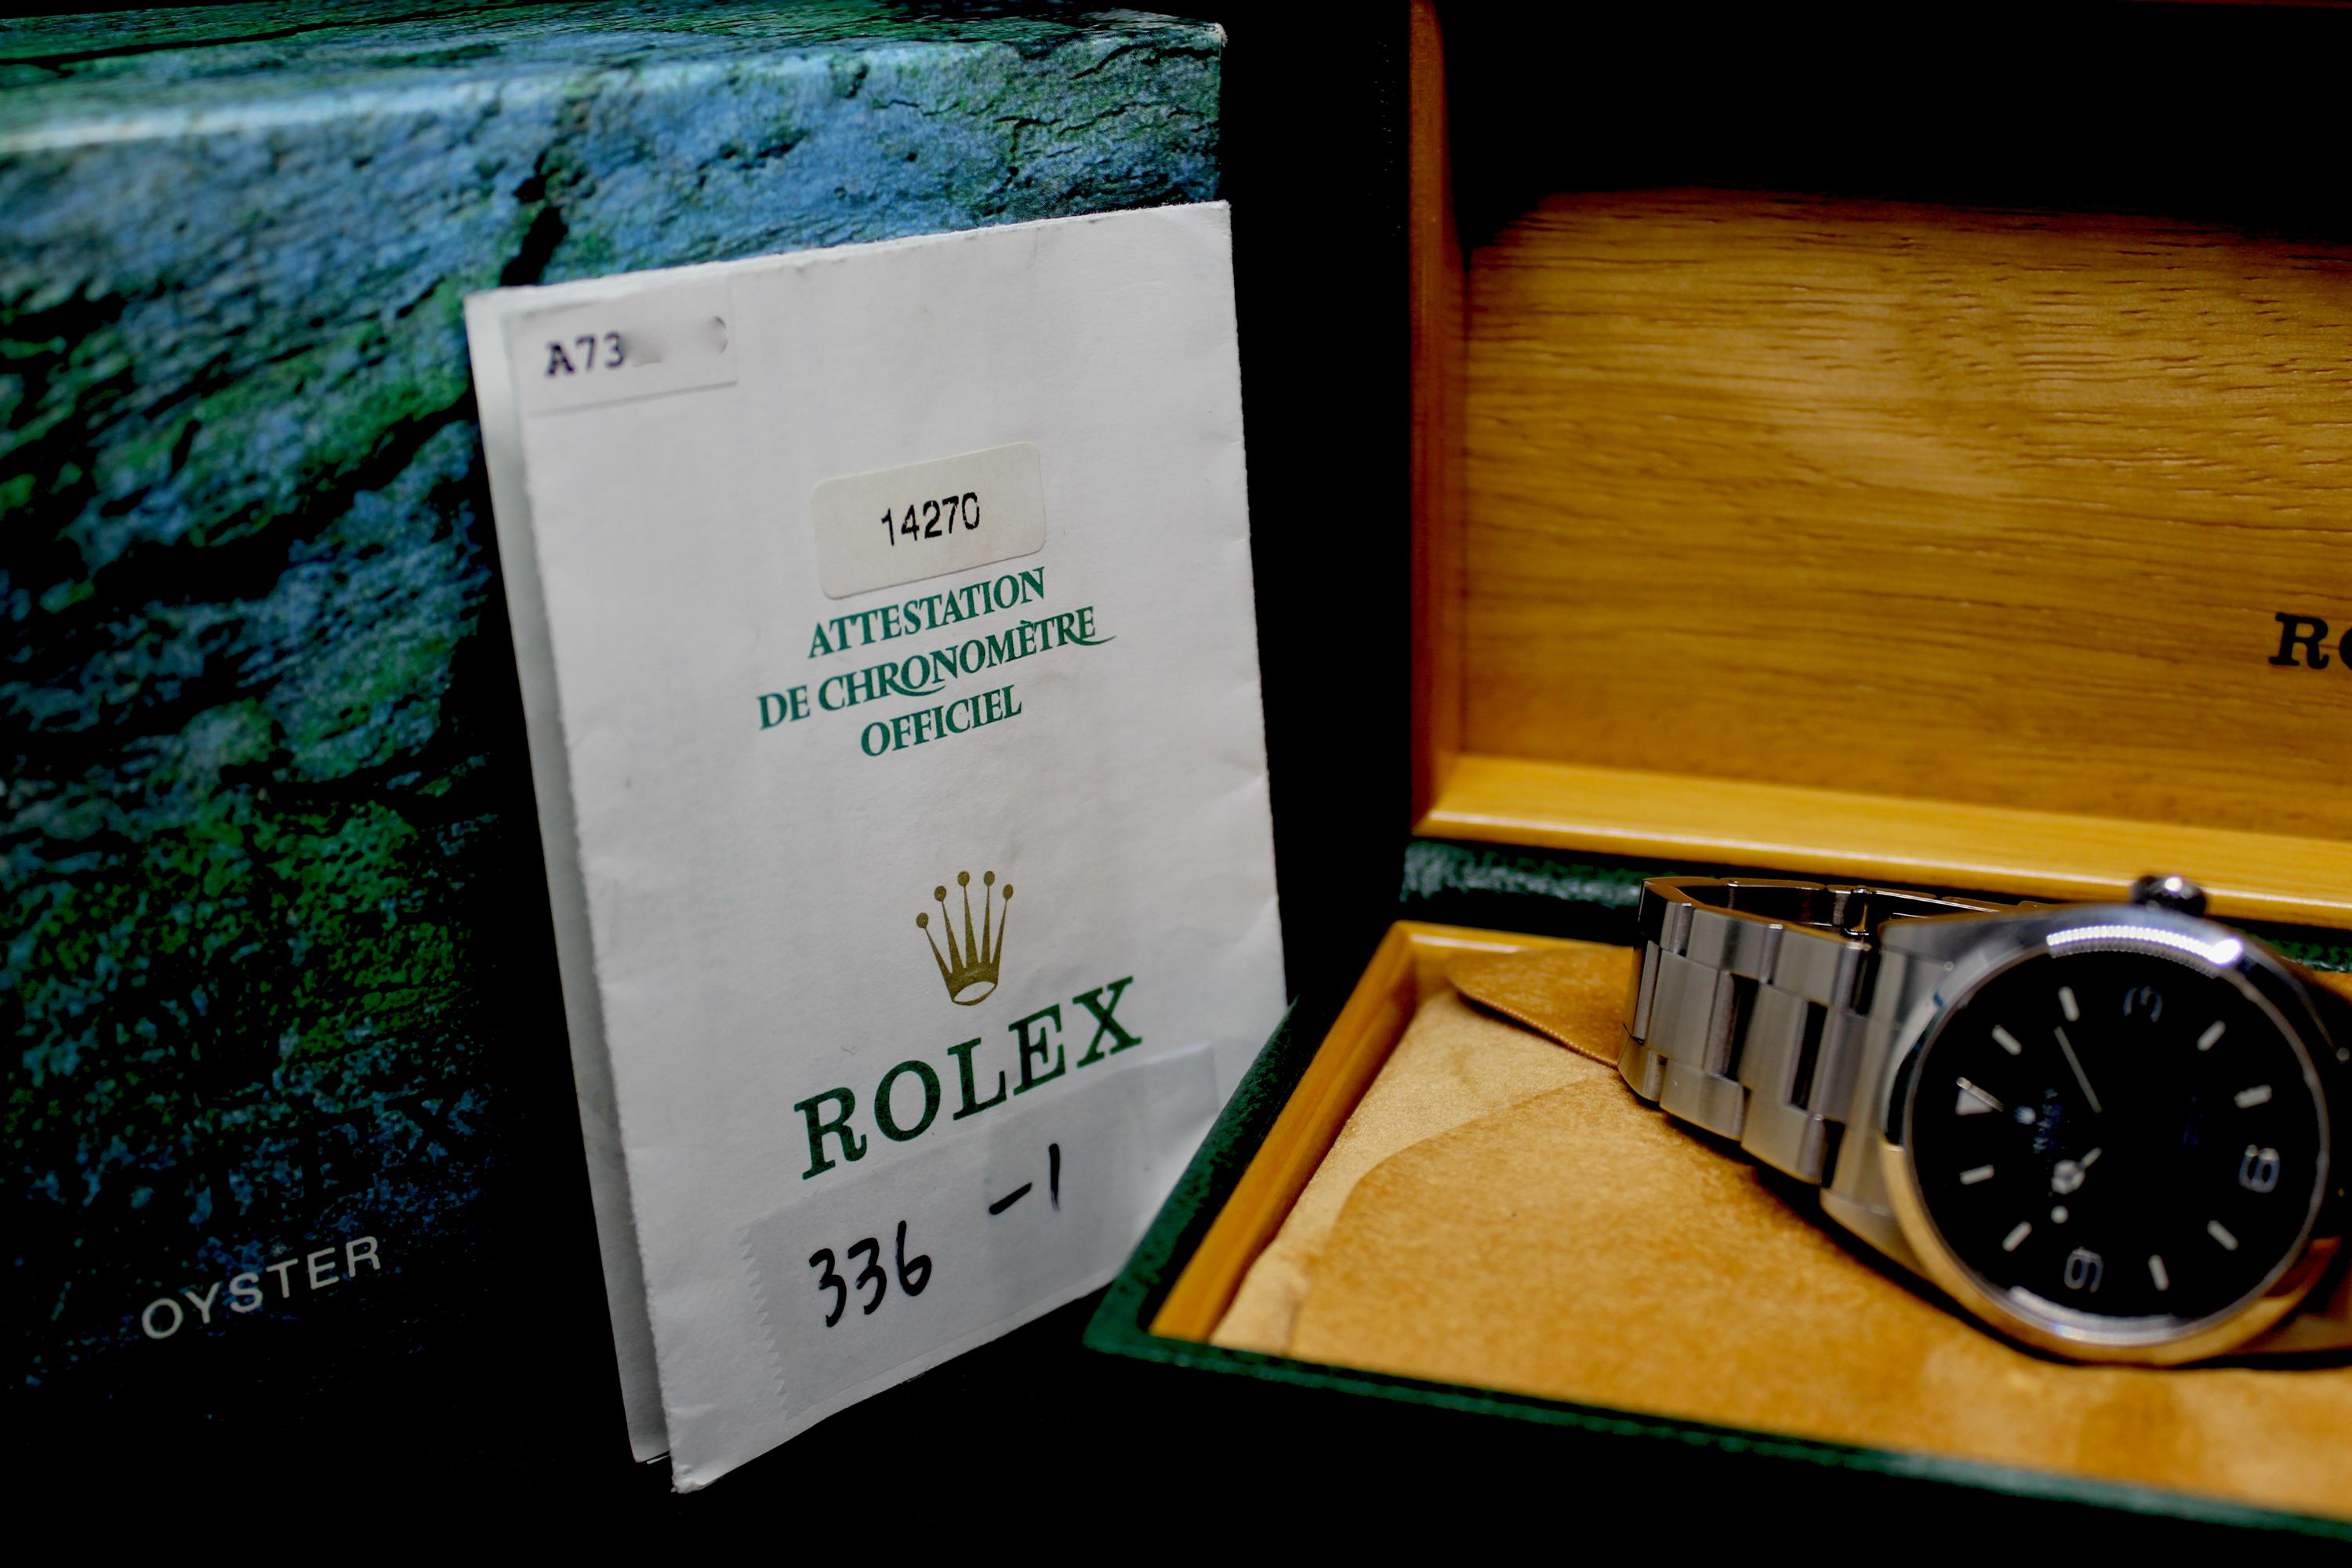 A73
14270
ATTESTATION
DE CHRONOMÈTRE
OFFICIEL
ROLEX
336 -1
OYSTER